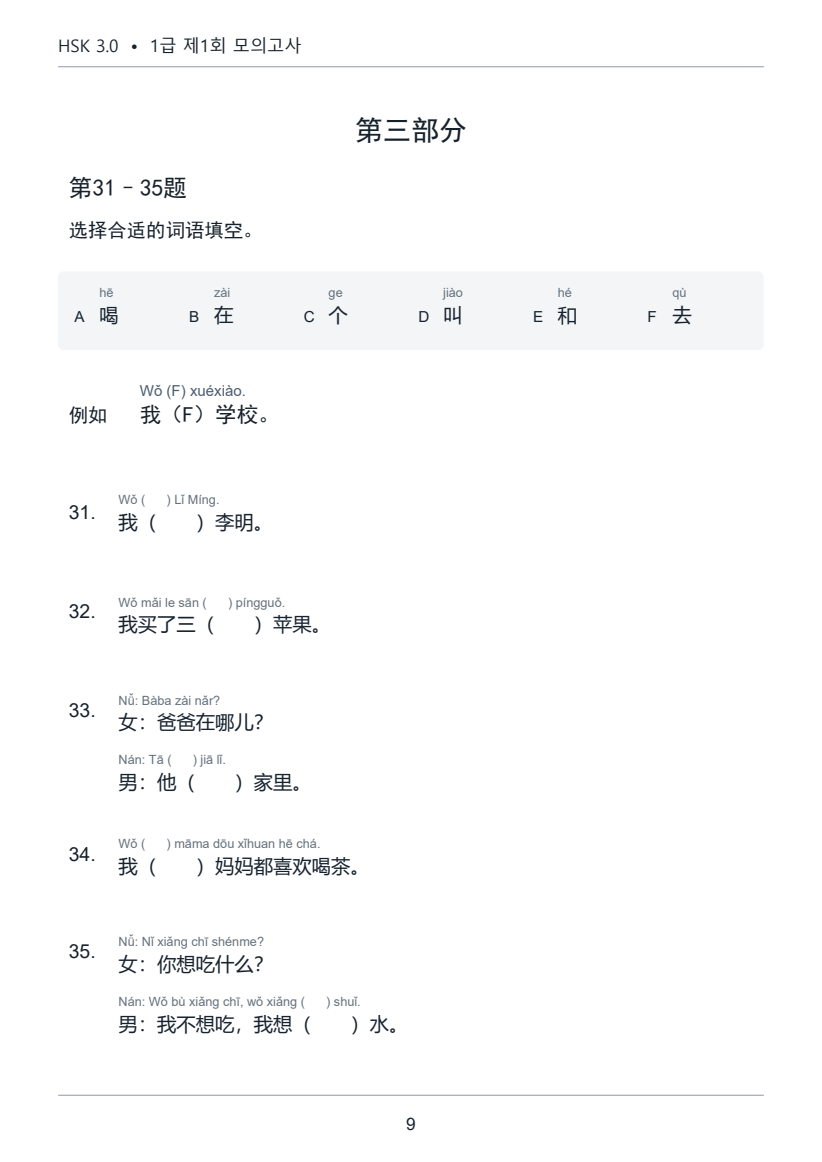 HSK 3.0 • 1급 제1회 모의고사
第三部分
第31 – 35题
选择合适的词语填空。
hē zài ge jiào hé qù
A 喝 B 在 C 个 D 叫 E 和 F 去
Wǒ (F) xuéxiào.
例如 我（F）学校。
Wǒ ( ) Lǐ Míng.
31. 我（ ）李明。
Wǒ mǎi le sān ( ) píngguǒ.
32. 我买了三（ ）苹果。
Nǚ: Bàba zài nǎr?
33. 女：爸爸在哪儿？
Nán: Tā ( ) jiā lǐ.
男：他（ ）家里。
Wǒ ( ) māma dōu xǐhuan hē chá.
34. 我（ ）妈妈都喜欢喝茶。
Nǚ: Nǐ xiǎng chī shénme?
35. 女：你想吃什么？
Nán: Wǒ bù xiǎng chī, wǒ xiǎng ( ) shuǐ.
男：我不想吃，我想（ ）水。
9